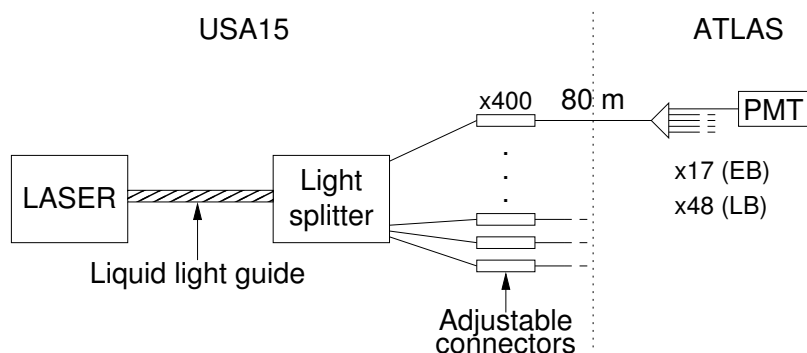 USA15
ATLAS
x400
80 m
PMT
LASER
Light
splitter
x17 (EB)
x48 (LB)
Liquid light guide
Adjustable
connectors